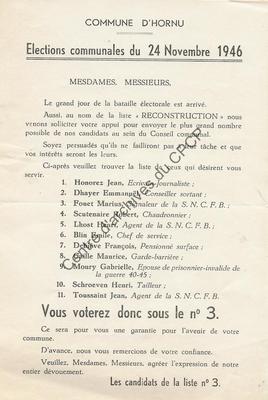 COMMUNE D'HORNU
Elections communales du 24 Novembre 1946
MESDAMES, MESSIEURS,
Le grand jour de la bataille électorale est arrivé.
Aussi, au nom de la liste « RECONSTRUCTION » nous
venons solliciter votre appui pour envoyer le plus grand nombre
possible de nos candidats au sein du Conseil communal.
Soyez persuadés qu'ils ne failliront pas à leur tâche et que
vos intérêts seront les leurs.
Ci-après veuillez trouver la liste de ceux qui désirent vous
servir.
1. Honorez Jean, Ecrivain-Journaliste ;
2. Dhayer Emmanuel, Conseiller sortant ;
3. Fouet Marius, Signaleur de la S. N. C. F. B. ;
4. Scutenaire Robert, Chaudronnier ;
5. Lhost Henri, Agent de la S. N. C. F. B. ;
6. Blin Emile, Chef de service ;
7. Delhove François, Pensionné surface ;
8. Emile Maurice, Garde-barrière ;
9. Moury Gabrielle, Epouse de prisonnier-invalide de
la guerre 40-45 ;
10. Schroeven Henri, Tailleur ;
11. Toussaint Jean, Agent de la S. N. C. F. B.
Vous voterez donc sous le n° 3.
Ce sera pour vous une garantie pour l'avenir de votre
commune.
D'avance, nous vous remercions de votre confiance.
Veuillez, Mesdames, Messieurs, agréer l'expression de notre
entier dévouement.
Les candidats de la liste n° 3.
Centre d'archives du CPCP